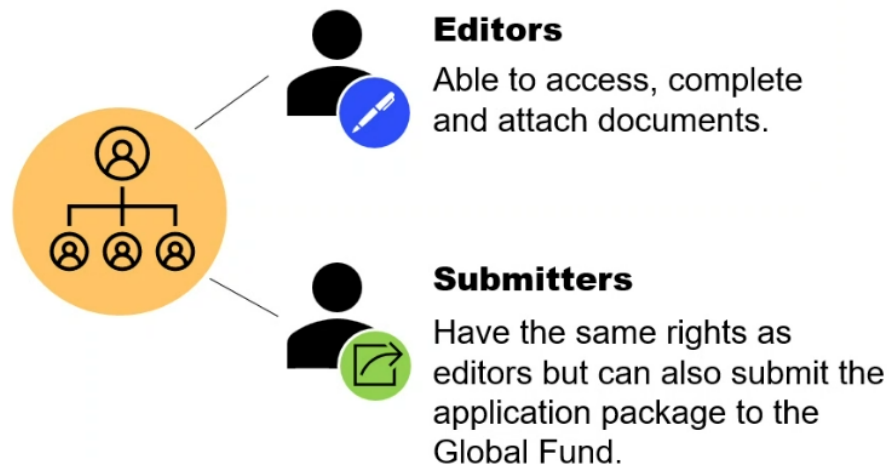 Editors
Able to access, complete
and attach documents.
Submitters
Have the same rights as
editors but can also submit the
application package to the
Global Fund.